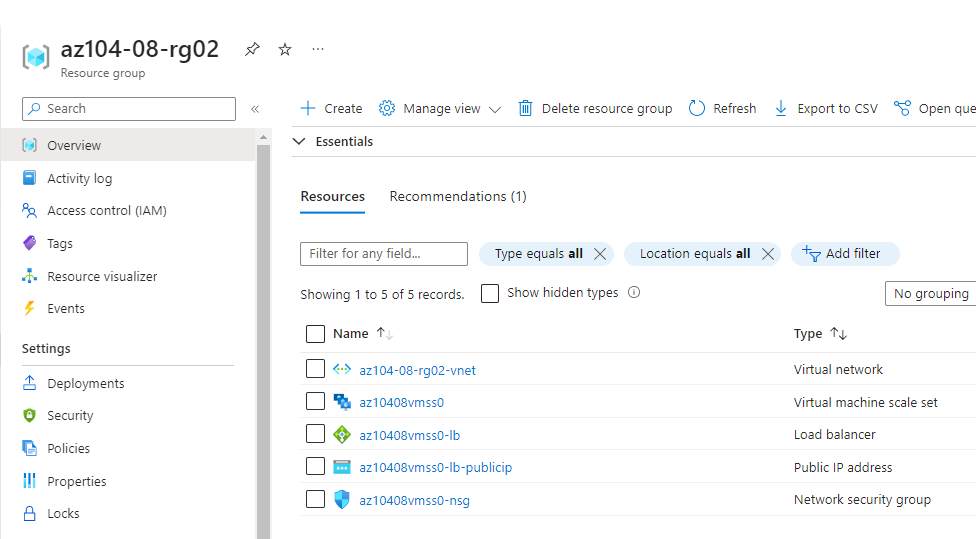 az104-08-rg02
Resource group
Search
Create Manage view Delete resource group Refresh Export to CSV Open que
Essentials
Overview
Activity log
Access control (IAM)
Tags
Resource visualizer
Events
Settings
Deployments
Security
Policies
Properties
Locks
Resources Recommendations (1)
Filter for any field... Type equals all Location equals all Add filter
Showing 1 to 5 of 5 records. Show hidden types No grouping
Name Type
az104-08-rg02-vnet Virtual network
az10408vmss0 Virtual machine scale set
az10408vmss0-lb Load balancer
az10408vmss0-lb-publicip Public IP address
az10408vmss0-nsg Network security group